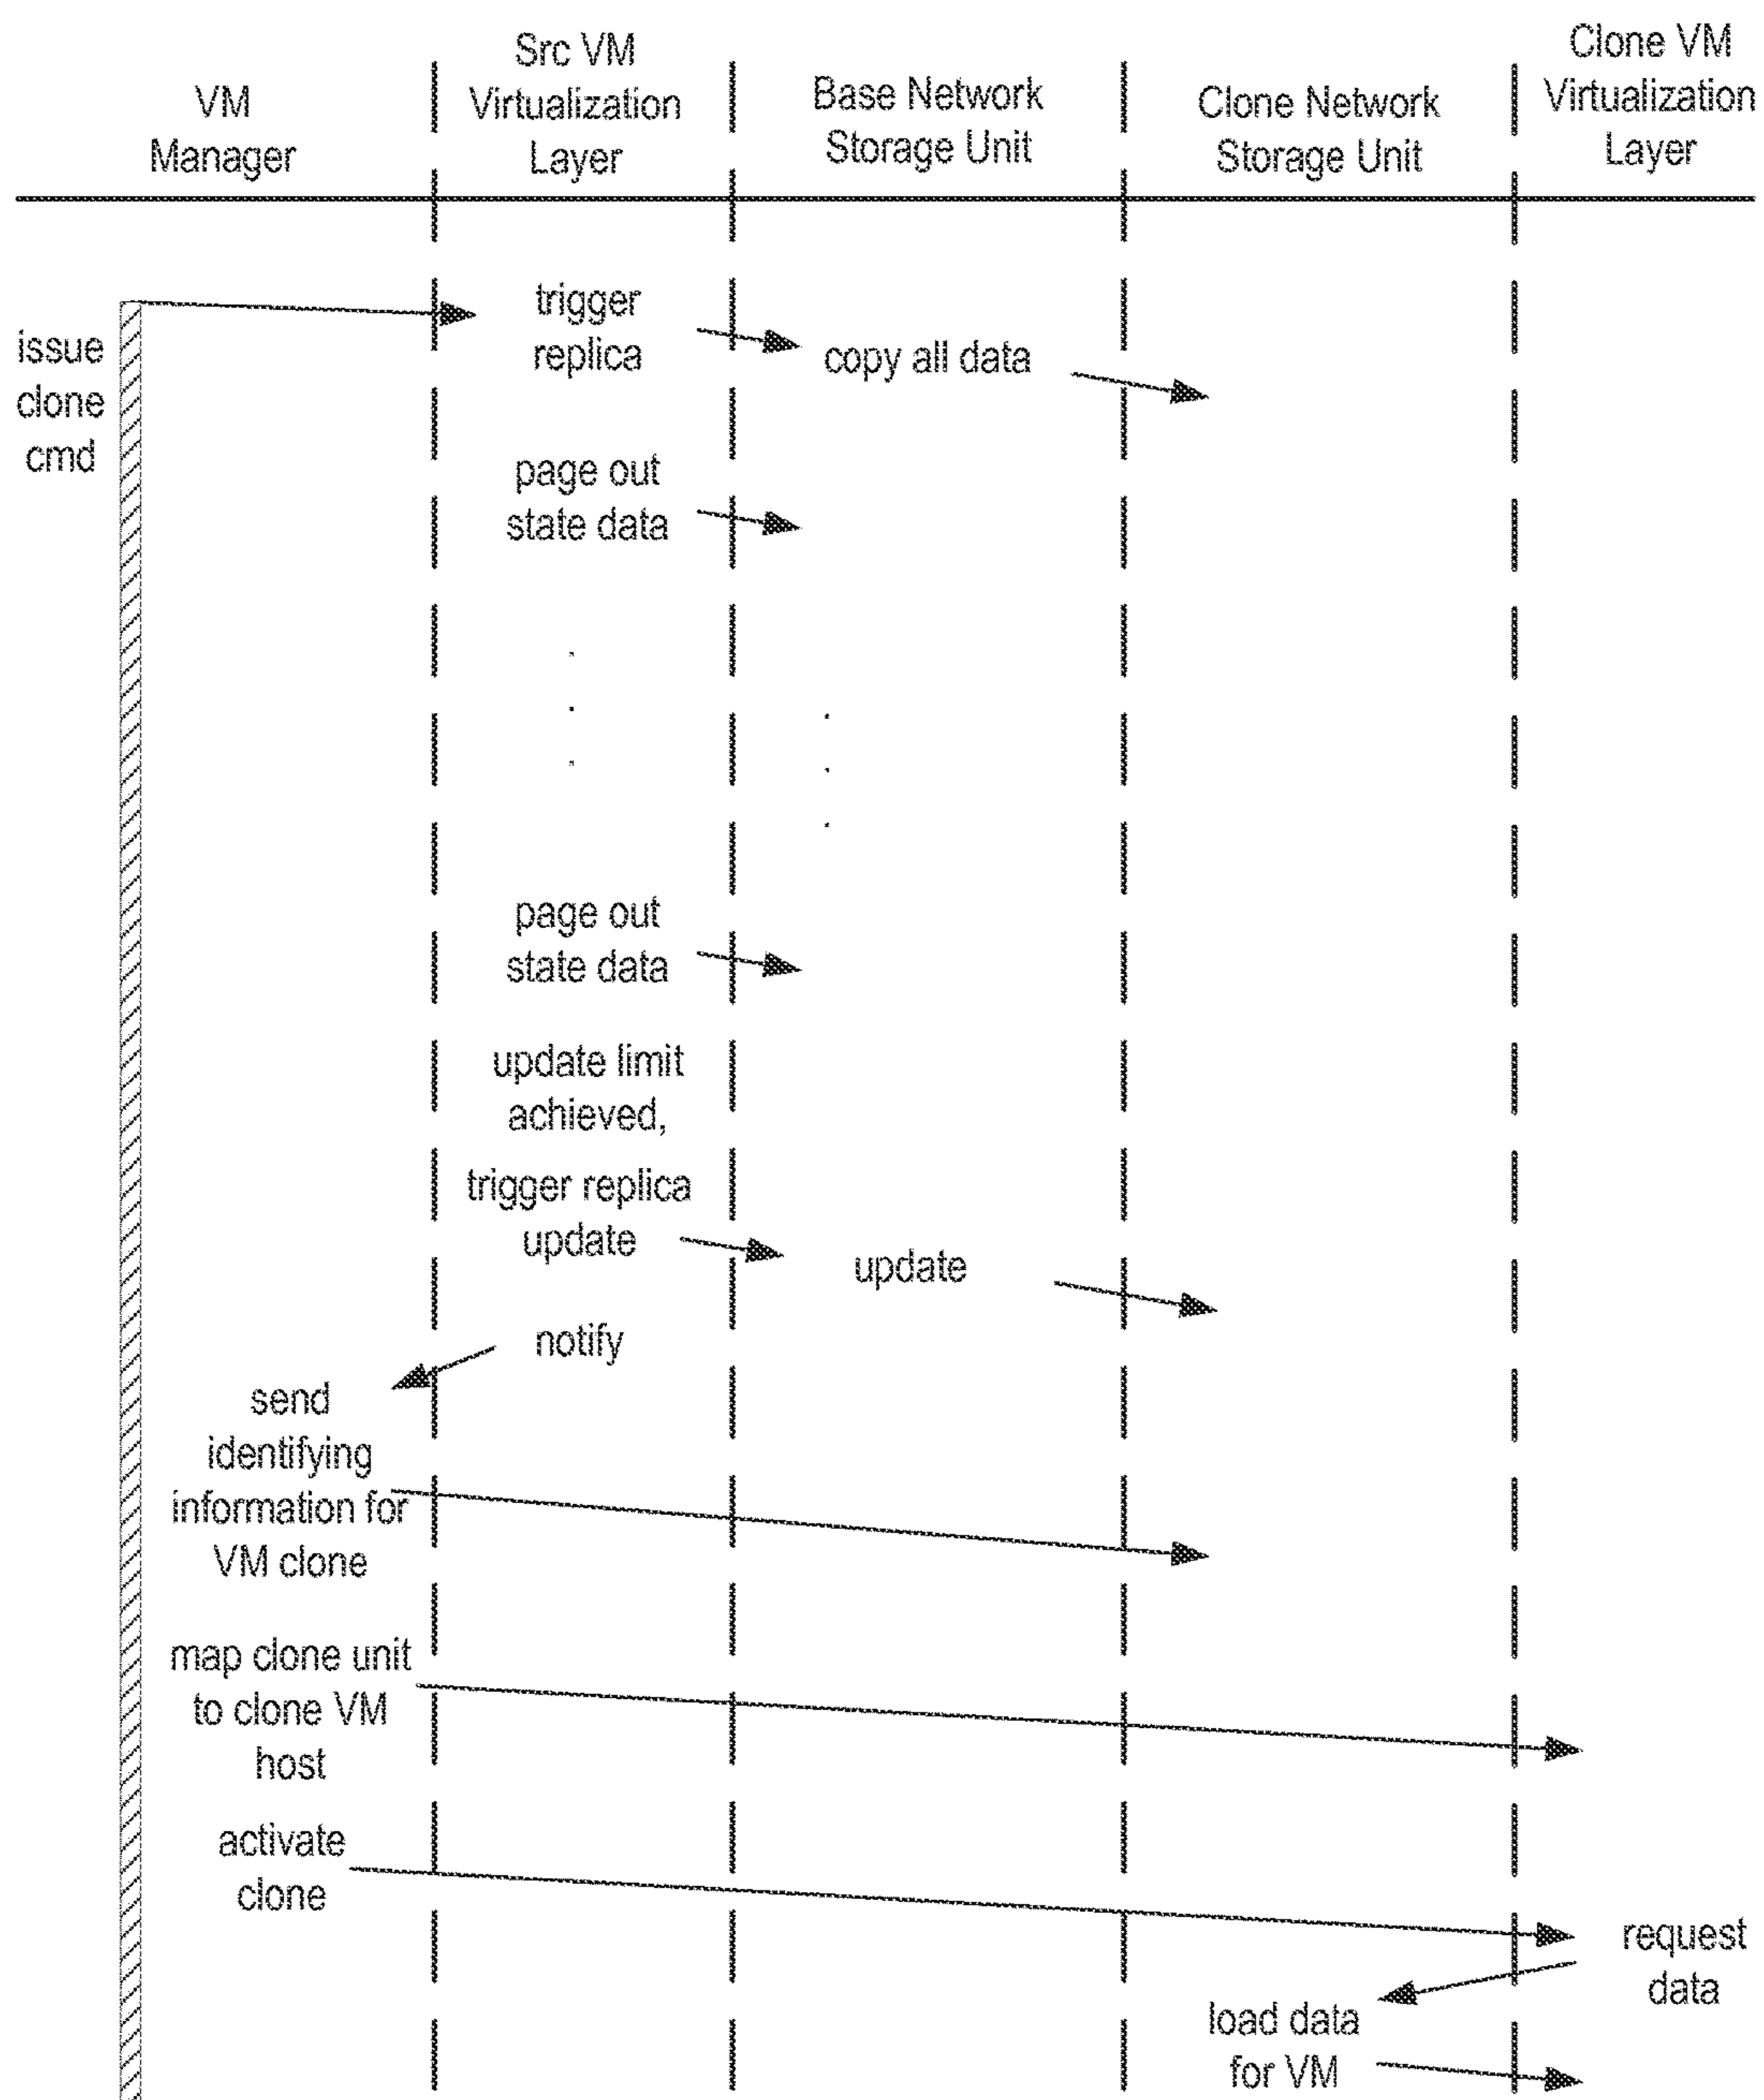 VM
Manager
Src VM
Virtualization
Layer
Base Network
Storage Unit
Clone Network
Storage Unit
Clone VM
Virtualization
Layer
issue
clone
cmd
trigger
replica
copy all data
page out
state data
page out
state data
update limit
achieved,
trigger replica
update
update
notify
send
identifying
information for
VM clone
map clone unit
to clone VM
host
activate
clone
request
data
load data
for VM